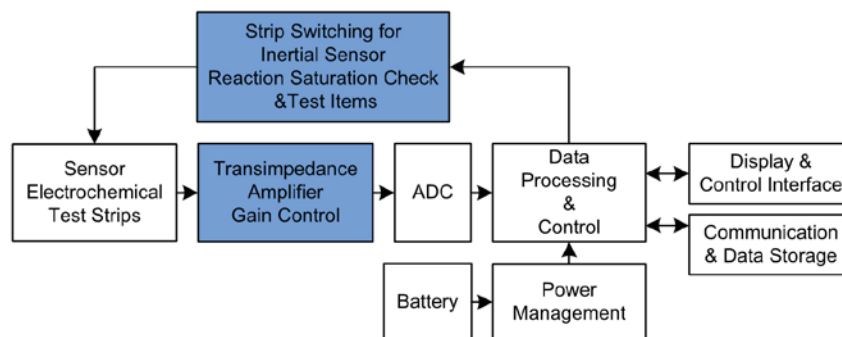 Strip Switching for
Inertial Sensor
Reaction Saturation Check
&Test Items
Sensor
Electrochemical
Test Strips
Transimpedance
Amplifier
Gain Control
ADC
Data
Processing
&
Control
Display &
Control Interface
Communication
& Data Storage
Battery
Power
Management